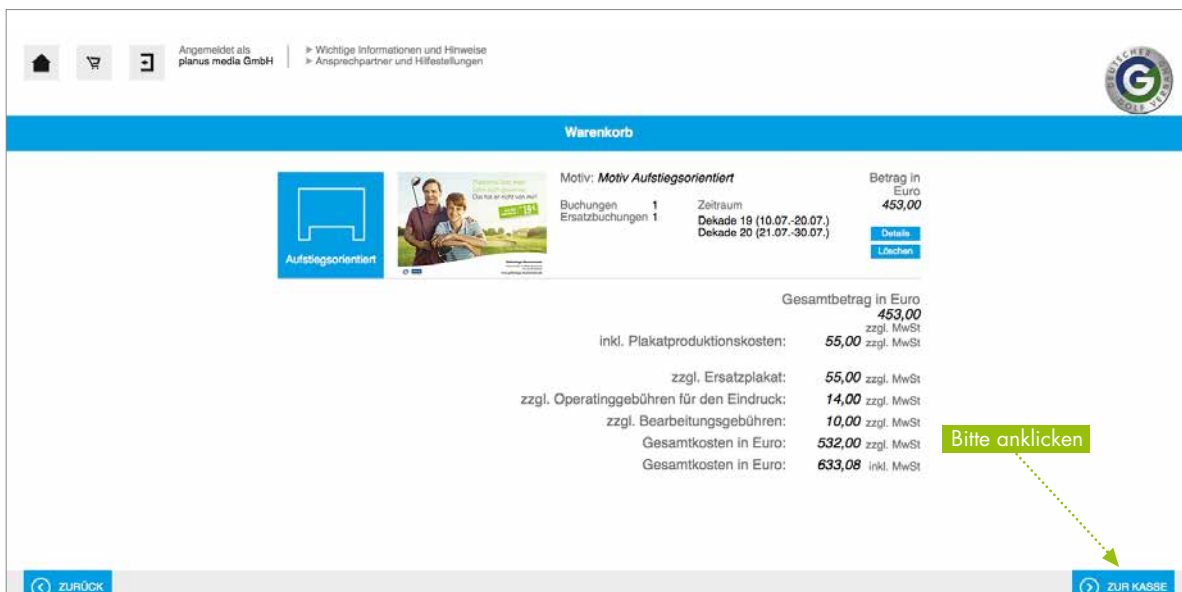 Angemeldet als
planus media GmbH
▶ Wichtige Informationen und Hinweise
▶ Ansprechpartner und Hilfestellungen
DEUTSCHER GOLF VERBAND
G
Warenkorb
Aufstiegsorientiert
Motiv: Motiv Aufstiegsorientiert
Buchungen 1
Ersatzbuchungen 1
Zeitraum
Dekade 19 (10.07.-20.07.)
Dekade 20 (21.07.-30.07.)
Betrag in
Euro
453,00
Details
Löschen
Gesamtbetrag in Euro
453,00
zzgl. MwSt
inkl. Plakatproduktionskosten: 55,00 zzgl. MwSt
zzgl. Ersatzplakat: 55,00 zzgl. MwSt
zzgl. Operatinggebühren für den Eindruck: 14,00 zzgl. MwSt
zzgl. Bearbeitungsgebühren: 10,00 zzgl. MwSt
Gesamtkosten in Euro: 532,00 zzgl. MwSt
Gesamtkosten in Euro: 633,08 inkl. MwSt
Bitte anklicken
ZURÜCK
ZUR KASSE